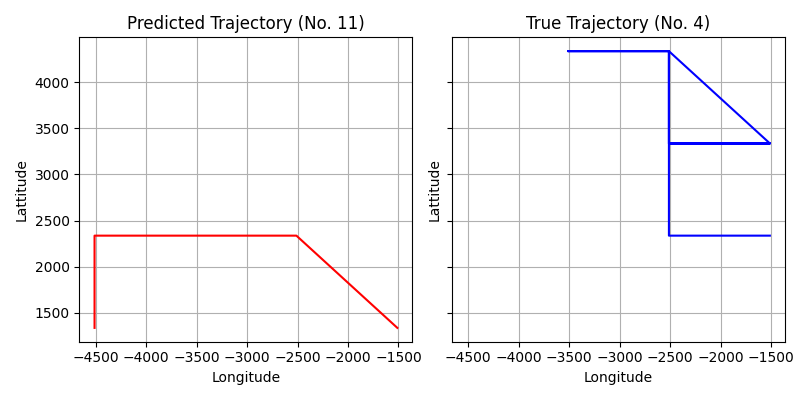 Predicted Trajectory (No. 11)
Lattitude
4000
3500
3000
2500
2000
1500
−4500 −4000 −3500 −3000 −2500 −2000 −1500
Longitude
True Trajectory (No. 4)
Lattitude
−4500 −4000 −3500 −3000 −2500 −2000 −1500
Longitude